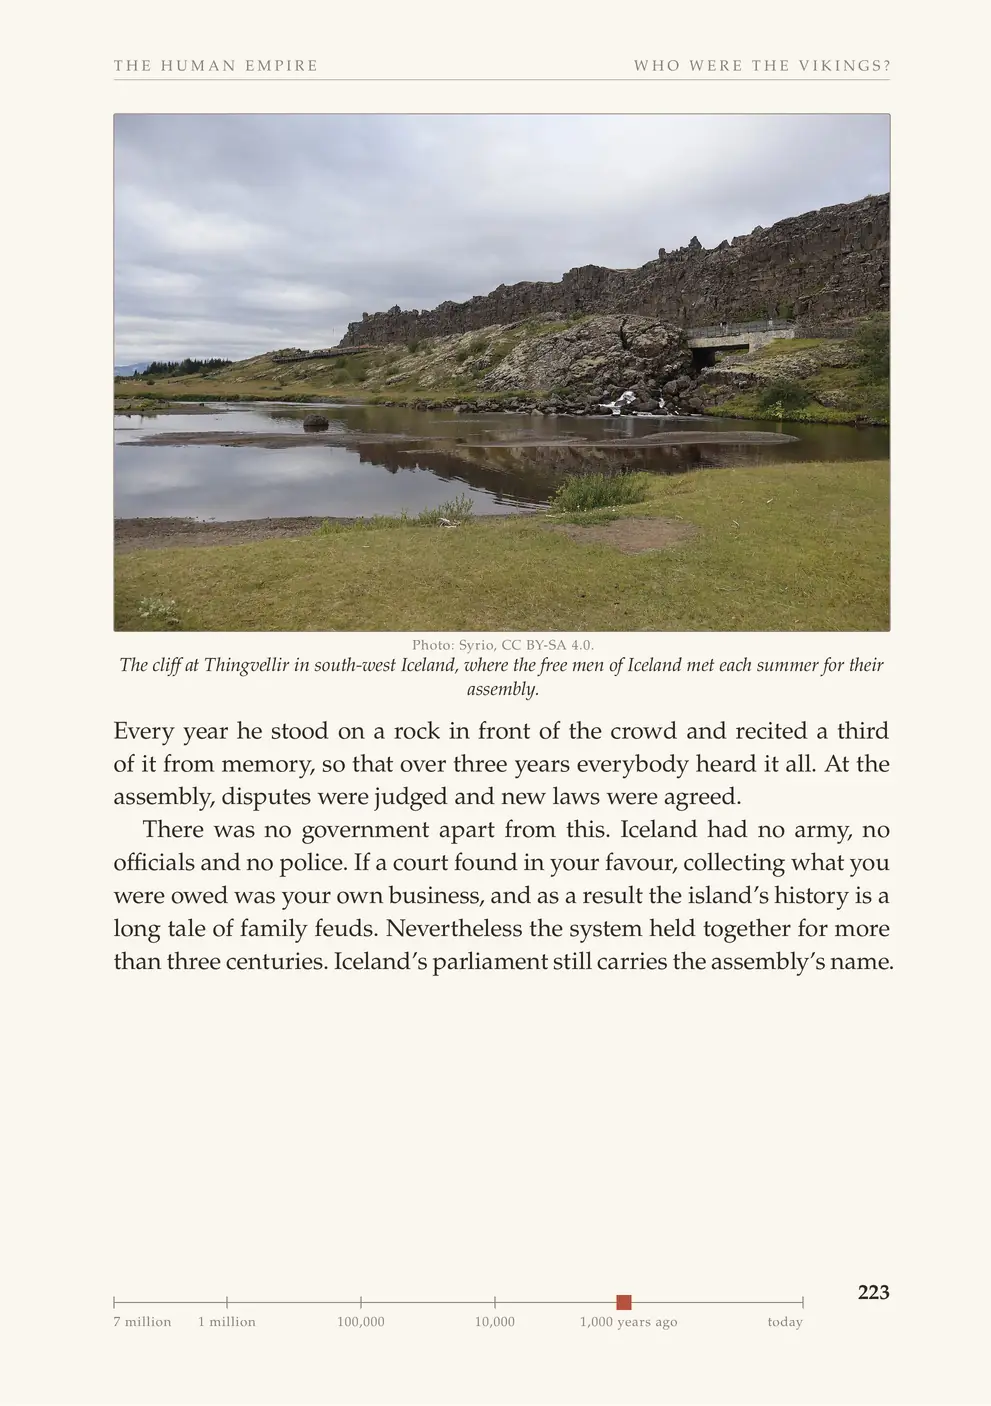 THE HUMAN EMPIRE
WHO WERE THE VIKINGS?
Photo: Syrio, CC BY-SA 4.0.
The cliff at Thingvellir in south-west Iceland, where the free men of Iceland met each summer for their
assembly.
Every year he stood on a rock in front of the crowd and recited a third
of it from memory, so that over three years everybody heard it all. At the
assembly, disputes were judged and new laws were agreed.
There was no government apart from this. Iceland had no army, no
officials and no police. If a court found in your favour, collecting what you
were owed was your own business, and as a result the island’s history is a
long tale of family feuds. Nevertheless the system held together for more
than three centuries. Iceland’s parliament still carries the assembly’s name.
223
7 million 1 million 100,000 10,000 1,000 years ago today